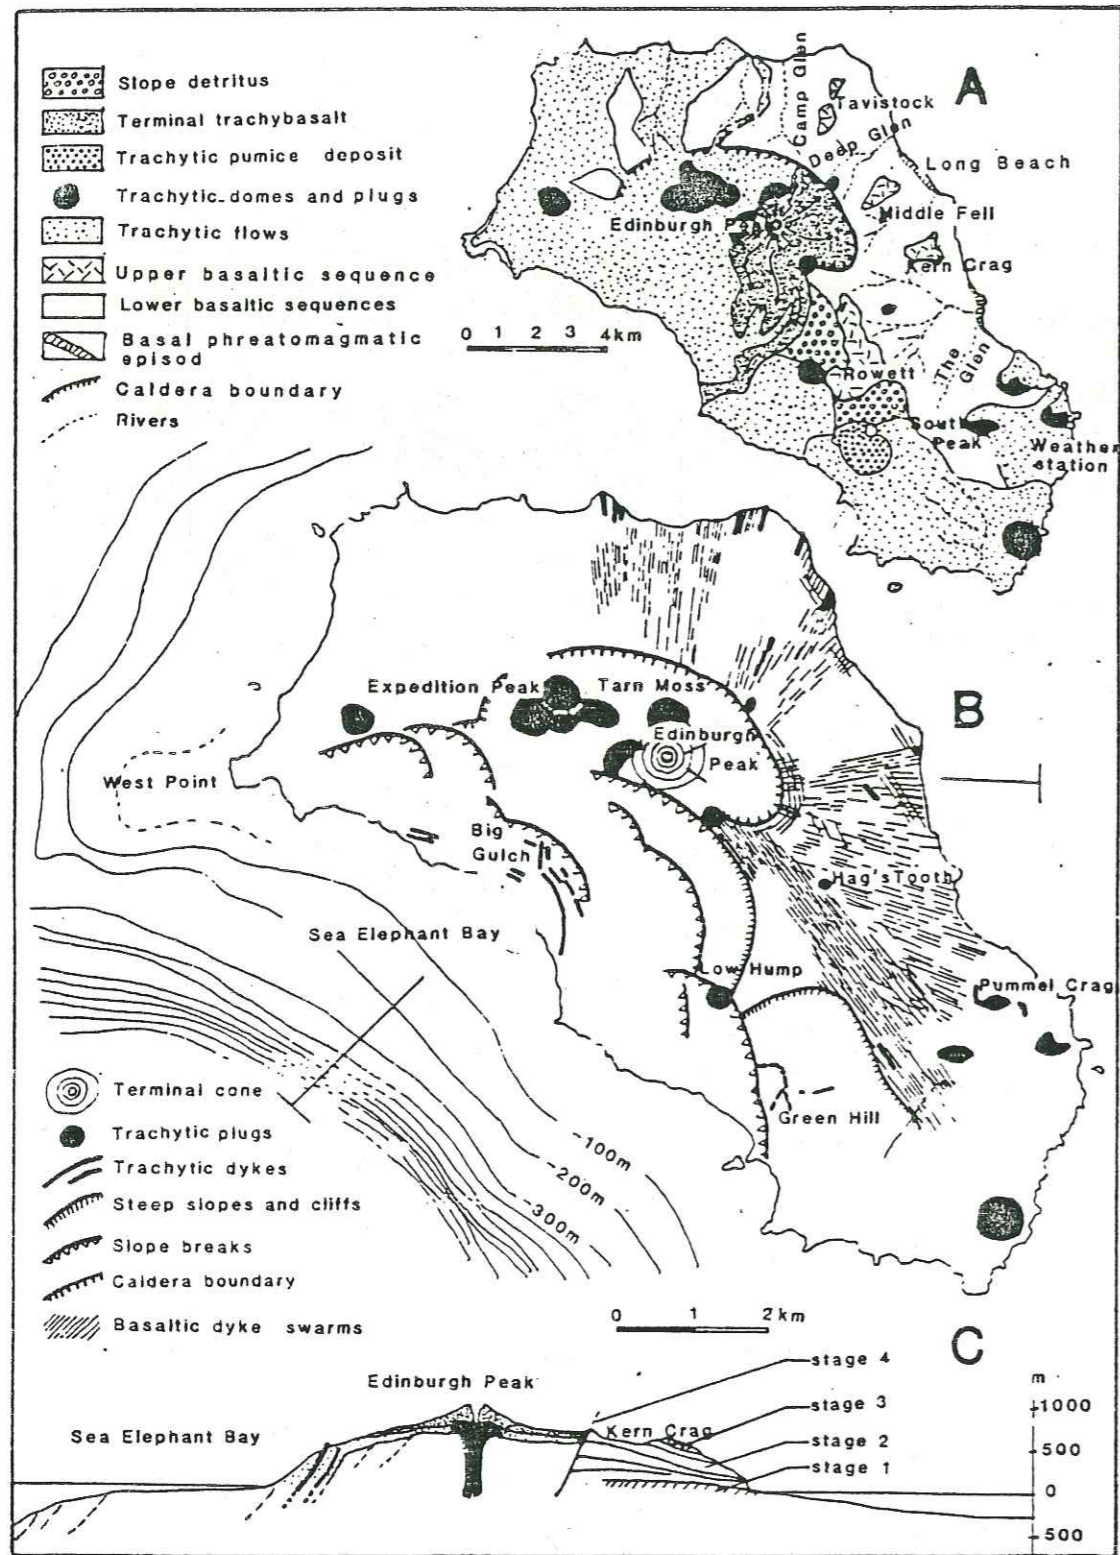 Slope detritus
Terminal trachybasalt
Trachytic pumice deposit
Trachytic domes and plugs
Trachytic flows
Upper basaltic sequence
Lower basaltic sequences
Basal phreatomagmatic
episod
Caldera boundary
Rivers
A
Camp Glen
Tavistock
Deep Glen
Long Beach
Middle Fell
Edinburgh Peak
Kern Crag
0 1 2 3 4km
The Glen
Rowett
South
Peak
Weather
station
B
Expedition Peak
Tarn Moss
Edinburgh
Peak
West Point
Big
Gulch
Hag's Tooth
Sea Elephant Bay
Low Hump
Pummel Crag
Green Hill
-100m
-200m
-300m
Terminal cone
Trachytic plugs
Trachytic dykes
Steep slopes and cliffs
Slope breaks
Caldera boundary
Basaltic dyke swarms
0 1 2 km
C
stage 4
Edinburgh Peak
stage 3
m
1000
Sea Elephant Bay
Kern Crag
stage 2
500
stage 1
0
500